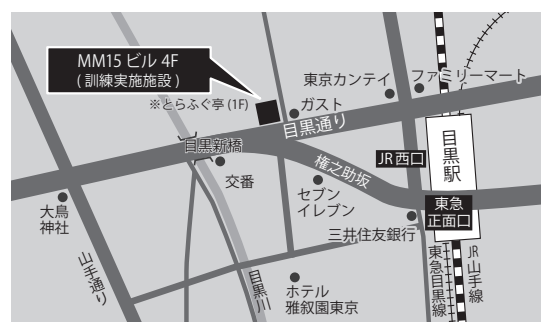 MM15 ビル 4F
(訓練実施施設)
※とらふぐ亭 (1F)
東京カンテイ
ファミリーマート
ガスト
目黒通り
目黒新橋
JR西口
目黒駅
権之助坂
交番
セブン
イレブン
東急
正面口
大鳥
神社
三井住友銀行
山手通り
目黒川
ホテル
雅叙園東京
東急目黒線
JR山手線